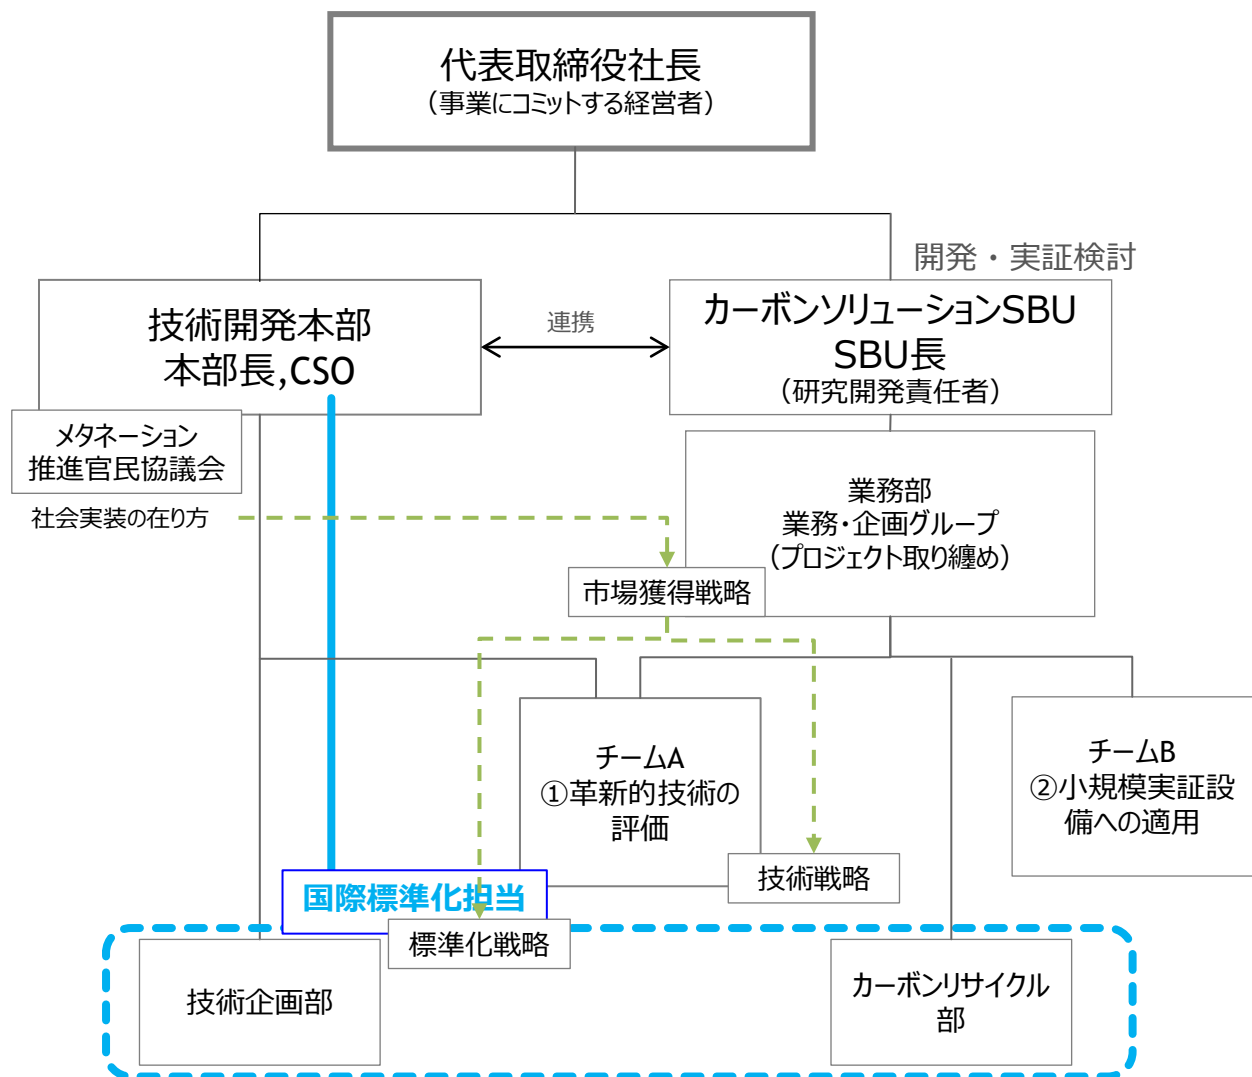 代表取締役社長
（事業にコミットする経営者）
開発・実証検討
技術開発本部
本部長,CSO
連携
カーボンソリューションSBU
SBU長
（研究開発責任者）
メタネーション
推進官民協議会
社会実装の在り方
業務部
業務・企画グループ
（プロジェクト取り纏め）
市場獲得戦略
チームA
①革新的技術の
評価
チームB
②小規模実証設
備への適用
技術戦略
国際標準化担当
標準化戦略
技術企画部
カーボンリサイクル
部